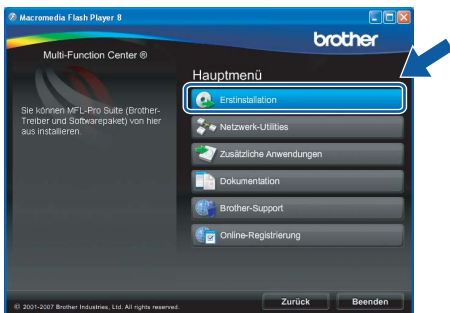 Macromedia Flash Player 8
brother
Multi-Function Center ®
Hauptmenü
Sie können MFL-Pro Suite (Brother-
Treiber und Softwarepaket) von hier
aus installieren.
Erstinstallation
Netzwerk-Utilities
Zusätzliche Anwendungen
Dokumentation
Brother-Support
Online-Registrierung
© 2001-2007 Brother Industries, Ltd. All rights reserved.
Zurück
Beenden